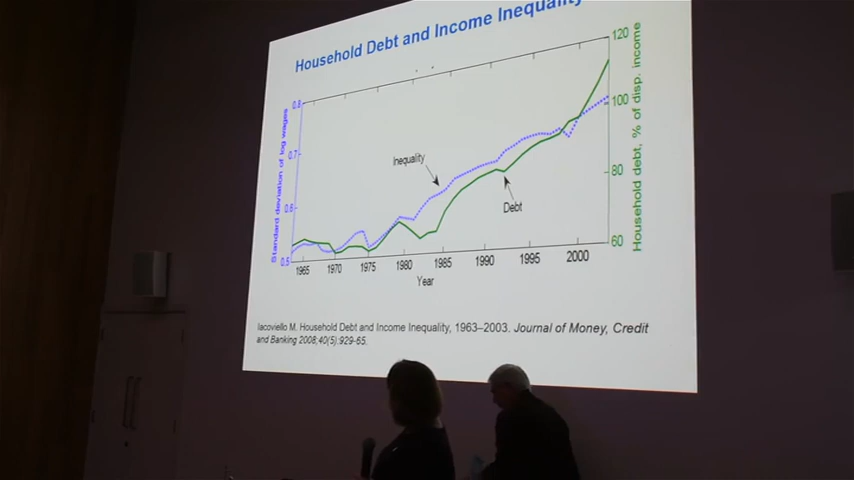 Household Debt and Income Inequality
120
100
80
60
Household debt, % of disp. income
0.8
0.7
0.6
0.5
Standard deviation of log wages
Inequality
Debt
1965 1970 1975 1980 1985 1990 1995 2000
Year
Iacoviello M. Household Debt and Income Inequality, 1963–2003. Journal of Money, Credit
and Banking 2008;40(5):929-65.